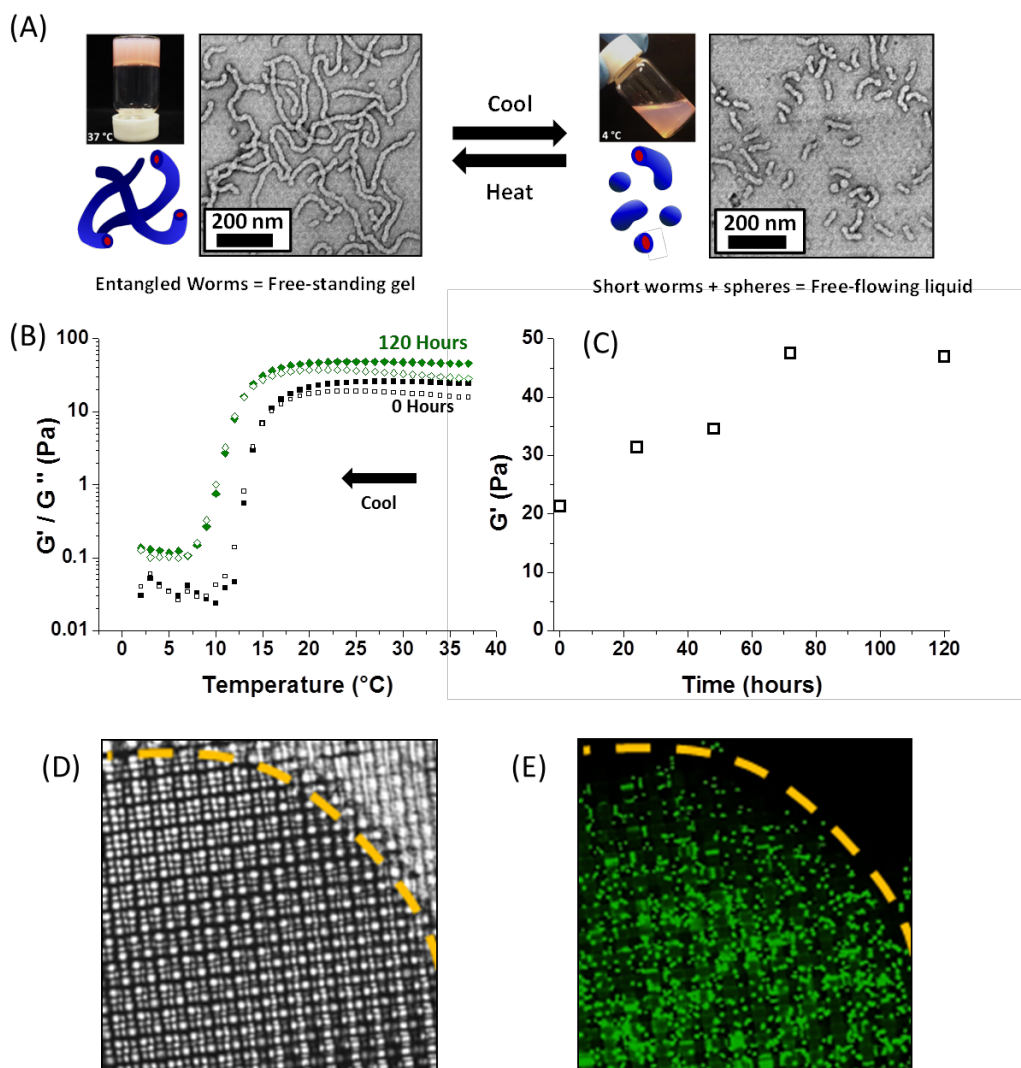 (A)
37 °C
200 nm
Cool
Heat
4 °C
200 nm
Entangled Worms = Free-standing gel
Short worms + spheres = Free-flowing liquid
(B)
100
10
1
0.1
0.01
G' / G'' (Pa)
120 Hours
0 Hours
Cool
0 5 10 15 20 25 30 35 40
Temperature (°C)
(C)
50
40
30
20
10
0
G' (Pa)
0 20 40 60 80 100 120
Time (hours)
(D)
(E)